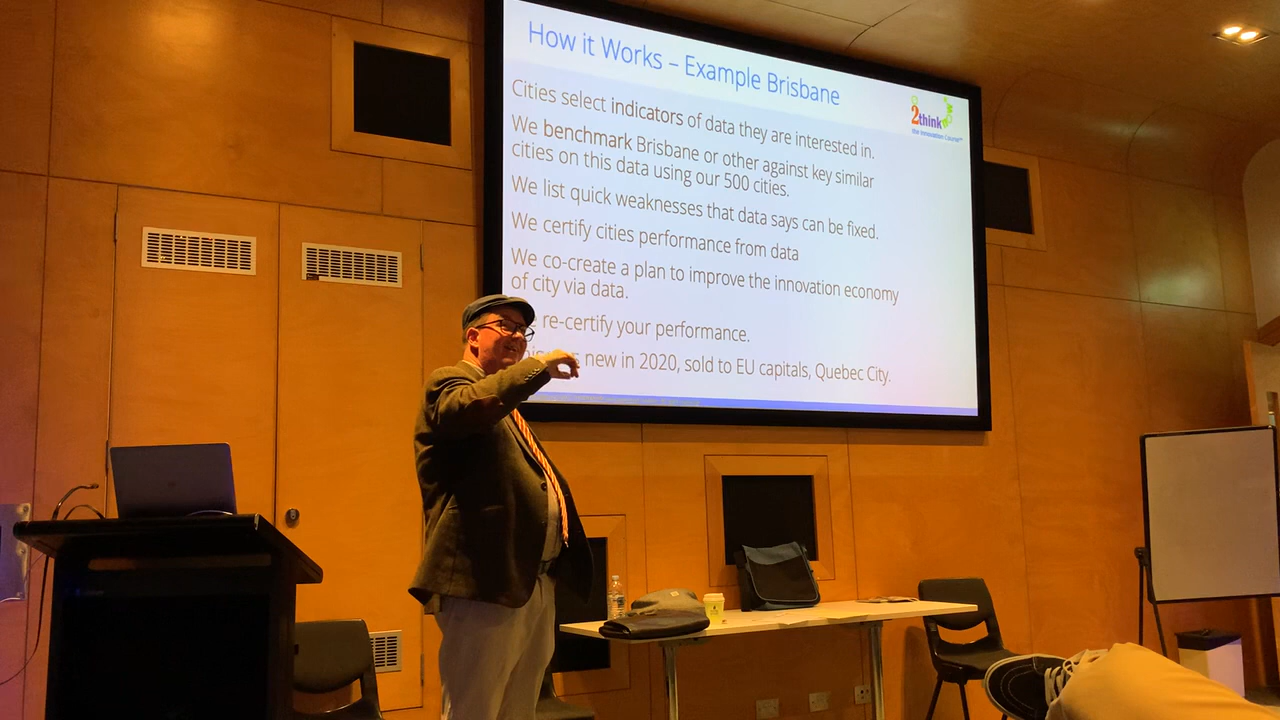 How it Works – Example Brisbane
2think
the Innovation Course™
Cities select indicators of data they are interested in.
We benchmark Brisbane or other against key similar
cities on this data using our 500 cities.
We list quick weaknesses that data says can be fixed.
We certify cities performance from data
We co-create a plan to improve the innovation economy
of city via data.
re-certify your performance.
new in 2020, sold to EU capitals, Quebec City.